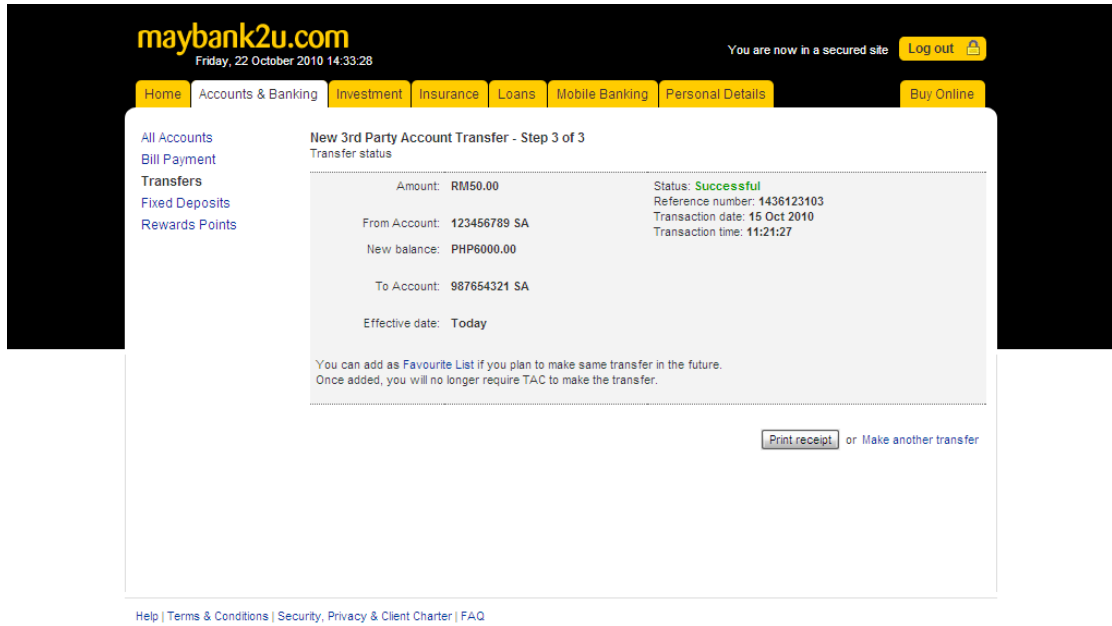 maybank2u.com
Friday, 22 October 2010 14:33:28
You are now in a secured site
Log out
Home
Accounts & Banking
Investment
Insurance
Loans
Mobile Banking
Personal Details
Buy Online
All Accounts
Bill Payment
Transfers
Fixed Deposits
Rewards Points
New 3rd Party Account Transfer - Step 3 of 3
Transfer status
Amount: RM50.00
From Account: 123456789 SA
New balance: PHP6000.00
To Account: 987654321 SA
Effective date: Today
Status: Successful
Reference number: 1436123103
Transaction date: 15 Oct 2010
Transaction time: 11:21:27
You can add as Favourite List if you plan to make same transfer in the future.
Once added, you will no longer require TAC to make the transfer.
Print receipt or Make another transfer
Help | Terms & Conditions | Security, Privacy & Client Charter | FAQ